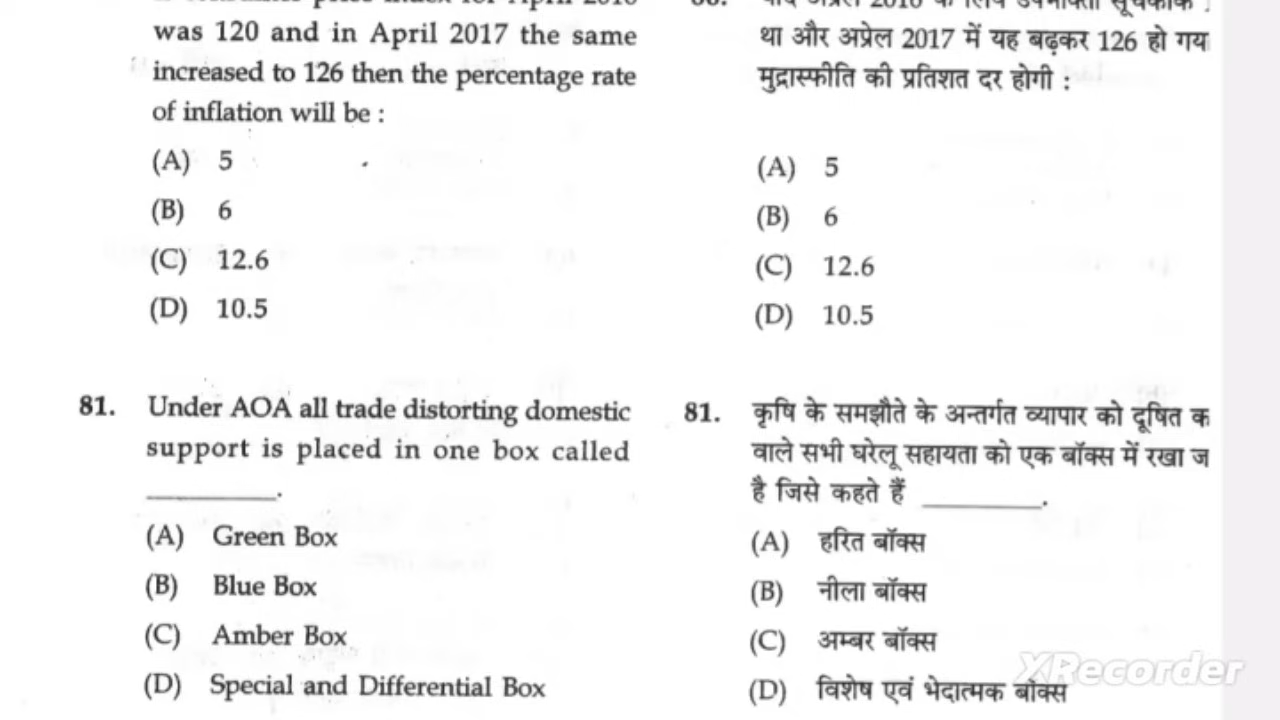 was 120 and in April 2017 the same
increased to 126 then the percentage rate
of inflation will be :
(A) 5
(B) 6
(C) 12.6
(D) 10.5
81. Under AOA all trade distorting domestic
support is placed in one box called
__________.
(A) Green Box
(B) Blue Box
(C) Amber Box
(D) Special and Differential Box
था और अप्रेल 2017 में यह बढ़कर 126 हो गय
मुद्रास्फीति की प्रतिशत दर होगी :
(A) 5
(B) 6
(C) 12.6
(D) 10.5
81. कृषि के समझौते के अन्तर्गत व्यापार को दूषित क
वाले सभी घरेलू सहायता को एक बॉक्स में रखा ज
है जिसे कहते हैं __________.
(A) हरित बॉक्स
(B) नीला बॉक्स
(C) अम्बर बॉक्स
(D) विशेष एवं भेदात्मक बॉक्स
XRecorder